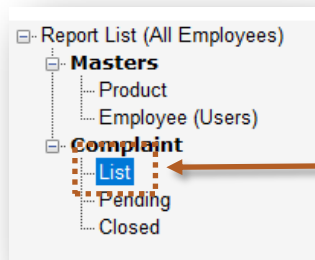 Report List (All Employees)
Masters
Product
Employee (Users)
Complaint
List
Pending
Closed